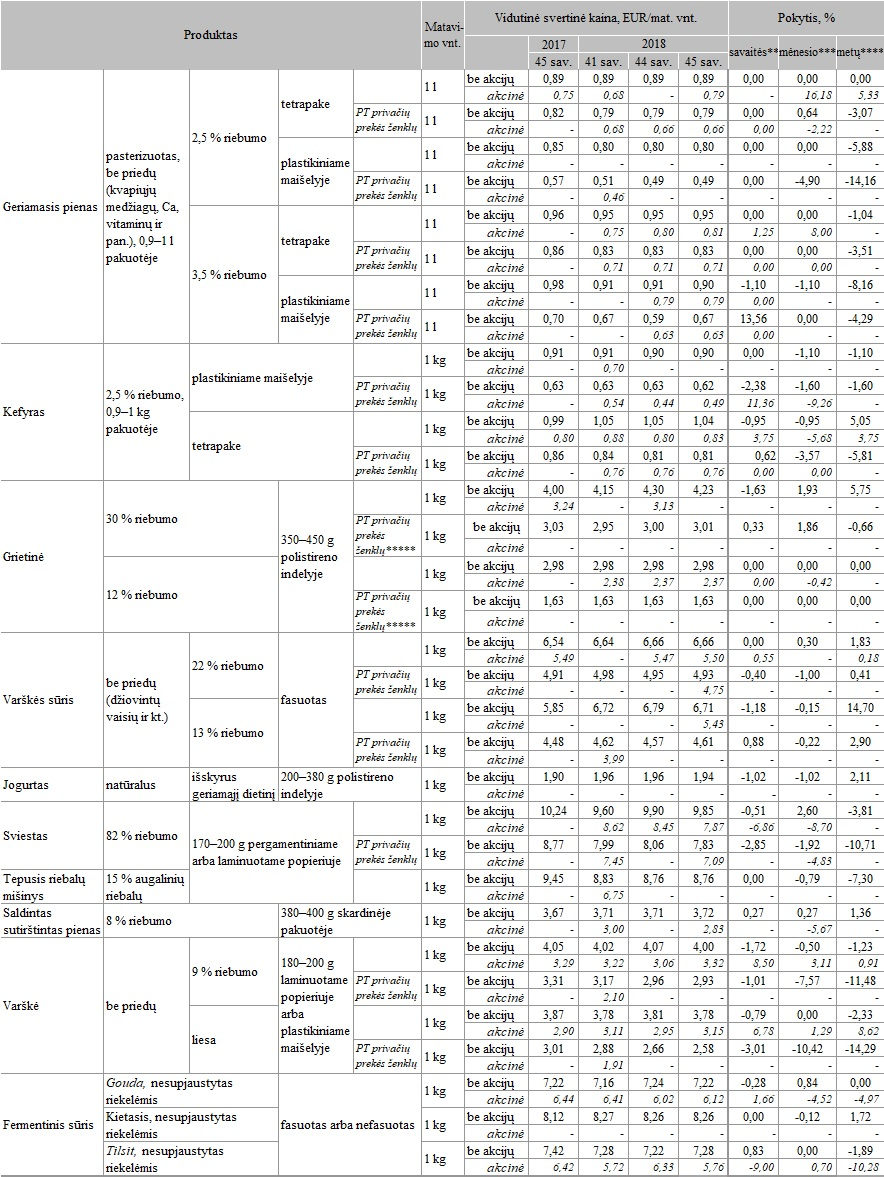 Produktas Matavi-mo vnt. Vidutinė svertinė kaina, EUR/mat. vnt. Pokytis, %
2017 2018 savaitės** mėnesio*** metų****
45 sav. 41 sav. 44 sav. 45 sav.
Geriamasis pienas pasterizuotas, be priedų (kvapiųjų medžiagų, Ca, vitaminų ir pan.), 0,9–1 l pakuotėje
2,5 % riebumo tetrapake 1 l be akcijų 0,89 0,89 0,89 0,89 0,00 0,00 0,00
akcinė 0,75 0,68 - 0,79 - 16,18 5,33
PT privačių prekės ženklų 1 l be akcijų 0,82 0,79 0,79 0,79 0,00 0,64 -3,07
akcinė - 0,68 0,66 0,66 0,00 -2,22 -
plastikiniame maišelyje 1 l be akcijų 0,85 0,80 0,80 0,80 0,00 0,00 -5,88
akcinė - - - - - - -
PT privačių prekės ženklų 1 l be akcijų 0,57 0,51 0,49 0,49 0,00 -4,90 -14,16
akcinė - 0,46 - - - - -
3,5 % riebumo tetrapake 1 l be akcijų 0,96 0,95 0,95 0,95 0,00 0,00 -1,04
akcinė - 0,75 0,80 0,81 1,25 8,00 -
PT privačių prekės ženklų 1 l be akcijų 0,86 0,83 0,83 0,83 0,00 0,00 -3,51
akcinė - 0,71 0,71 0,71 0,00 0,00 -
plastikiniame maišelyje 1 l be akcijų 0,98 0,91 0,91 0,90 -1,10 -1,10 -8,16
akcinė - - 0,79 0,79 0,00 - -
PT privačių prekės ženklų 1 l be akcijų 0,70 0,67 0,59 0,67 13,56 0,00 -4,29
akcinė - - 0,63 0,63 0,00
Kefyras 2,5 % riebumo, 0,9–1 kg pakuotėje
plastikiniame maišelyje 1 kg be akcijų 0,91 0,91 0,90 0,90 0,00 -1,10 -1,10
akcinė - 0,70 - - - - -
PT privačių prekės ženklų 1 kg be akcijų 0,63 0,63 0,63 0,62 -2,38 -1,60 -1,60
akcinė - 0,54 0,44 0,49 11,36 -9,26 -
tetrapake 1 kg be akcijų 0,99 1,05 1,05 1,04 -0,95 -0,95 5,05
akcinė 0,80 0,88 0,80 0,83 3,75 -5,68 3,75
PT privačių prekės ženklų 1 kg be akcijų 0,86 0,84 0,81 0,81 0,62 -3,57 -5,81
akcinė - 0,76 0,76 0,76 0,00 0,00 -
Grietinė 350–450 g polistireno indelyje
30 % riebumo 1 kg be akcijų 4,00 4,15 4,30 4,23 -1,63 1,93 5,75
akcinė 3,24 - 3,13 - - - -
PT privačių prekės ženklų***** 1 kg be akcijų 3,03 2,95 3,00 3,01 0,33 1,86 -0,66
akcinė - - - - - - -
12 % riebumo 1 kg be akcijų 2,98 2,98 2,98 2,98 0,00 0,00 0,00
akcinė - 2,38 2,37 2,37 0,00 -0,42 -
PT privačių prekės ženklų***** 1 kg be akcijų 1,63 1,63 1,63 1,63 0,00 0,00 0,00
akcinė - - - - - - -
Varškės sūris be priedų (džiovintų vaisių ir kt.) fasuotas
22 % riebumo 1 kg be akcijų 6,54 6,64 6,66 6,66 0,00 0,30 1,83
akcinė 5,49 - 5,47 5,50 0,55 - 0,18
PT privačių prekės ženklų 1 kg be akcijų 4,91 4,98 4,95 4,93 -0,40 -1,00 0,41
akcinė - - - 4,75 - - -
13 % riebumo 1 kg be akcijų 5,85 6,72 6,79 6,71 -1,18 -0,15 14,70
akcinė - - - 5,43 - - -
PT privačių prekės ženklų 1 kg be akcijų 4,48 4,62 4,57 4,61 0,88 -0,22 2,90
akcinė - 3,99 - - - - -
Jogurtas natūralus išskyrus geriamąjį dietinį 200–380 g polistireno indelyje 1 kg be akcijų 1,90 1,96 1,96 1,94 -1,02 -1,02 2,11
akcinė - - - - - - -
Sviestas 82 % riebumo 170–200 g pergamentiniame arba laminuotame popieriuje
1 kg be akcijų 10,24 9,60 9,90 9,85 -0,51 2,60 -3,81
akcinė - 8,62 8,45 7,87 -6,86 -8,70 -
PT privačių prekės ženklų 1 kg be akcijų 8,77 7,99 8,06 7,83 -2,85 -1,92 -10,71
akcinė - 7,45 - 7,09 - -4,83 -
Tepusis riebalų mišinys 15 % augalinių riebalų 1 kg be akcijų 9,45 8,83 8,76 8,76 0,00 -0,79 -7,30
akcinė - 6,75 - - - - -
Saldintas sutirštintas pienas 8 % riebumo 380–400 g skardinėje pakuotėje 1 kg be akcijų 3,67 3,71 3,71 3,72 0,27 0,27 1,36
akcinė - 3,00 - 2,83 - -5,67 -
Varškė be priedų 180–200 g laminuotame popieriuje arba plastikiniame maišelyje
9 % riebumo 1 kg be akcijų 4,05 4,02 4,07 4,00 -1,72 -0,50 -1,23
akcinė 3,29 3,22 3,06 3,32 8,50 3,11 0,91
PT privačių prekės ženklų 1 kg be akcijų 3,31 3,17 2,96 2,93 -1,01 -7,57 -11,48
akcinė - 2,10 - - - - -
liesa 1 kg be akcijų 3,87 3,78 3,81 3,78 -0,79 0,00 -2,33
akcinė 2,90 3,11 2,95 3,15 6,78 1,29 8,62
PT privačių prekės ženklų 1 kg be akcijų 3,01 2,88 2,66 2,58 -3,01 -10,42 -14,29
akcinė - 1,91 - - - - -
Fermentinis sūris fasuotas arba nefasuotas
Gouda, nesupjaustytas riekelėmis 1 kg be akcijų 7,22 7,16 7,24 7,22 -0,28 0,84 0,00
akcinė 6,44 6,41 6,02 6,12 1,66 -4,52 -4,97
Kietasis, nesupjaustytas riekelėmis 1 kg be akcijų 8,12 8,27 8,26 8,26 0,00 -0,12 1,72
akcinė - - - - - - -
Tilsit, nesupjaustytas riekelėmis 1 kg be akcijų 7,42 7,28 7,22 7,28 0,83 0,00 -1,89
akcinė 6,42 5,72 6,33 5,76 -9,00 0,70 -10,28